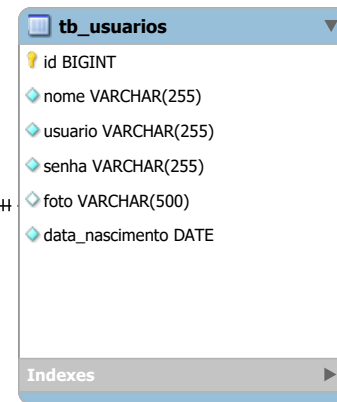 tb_usuarios
id BIGINT
nome VARCHAR(255)
usuario VARCHAR(255)
senha VARCHAR(255)
foto VARCHAR(500)
data_nascimento DATE
Indexes